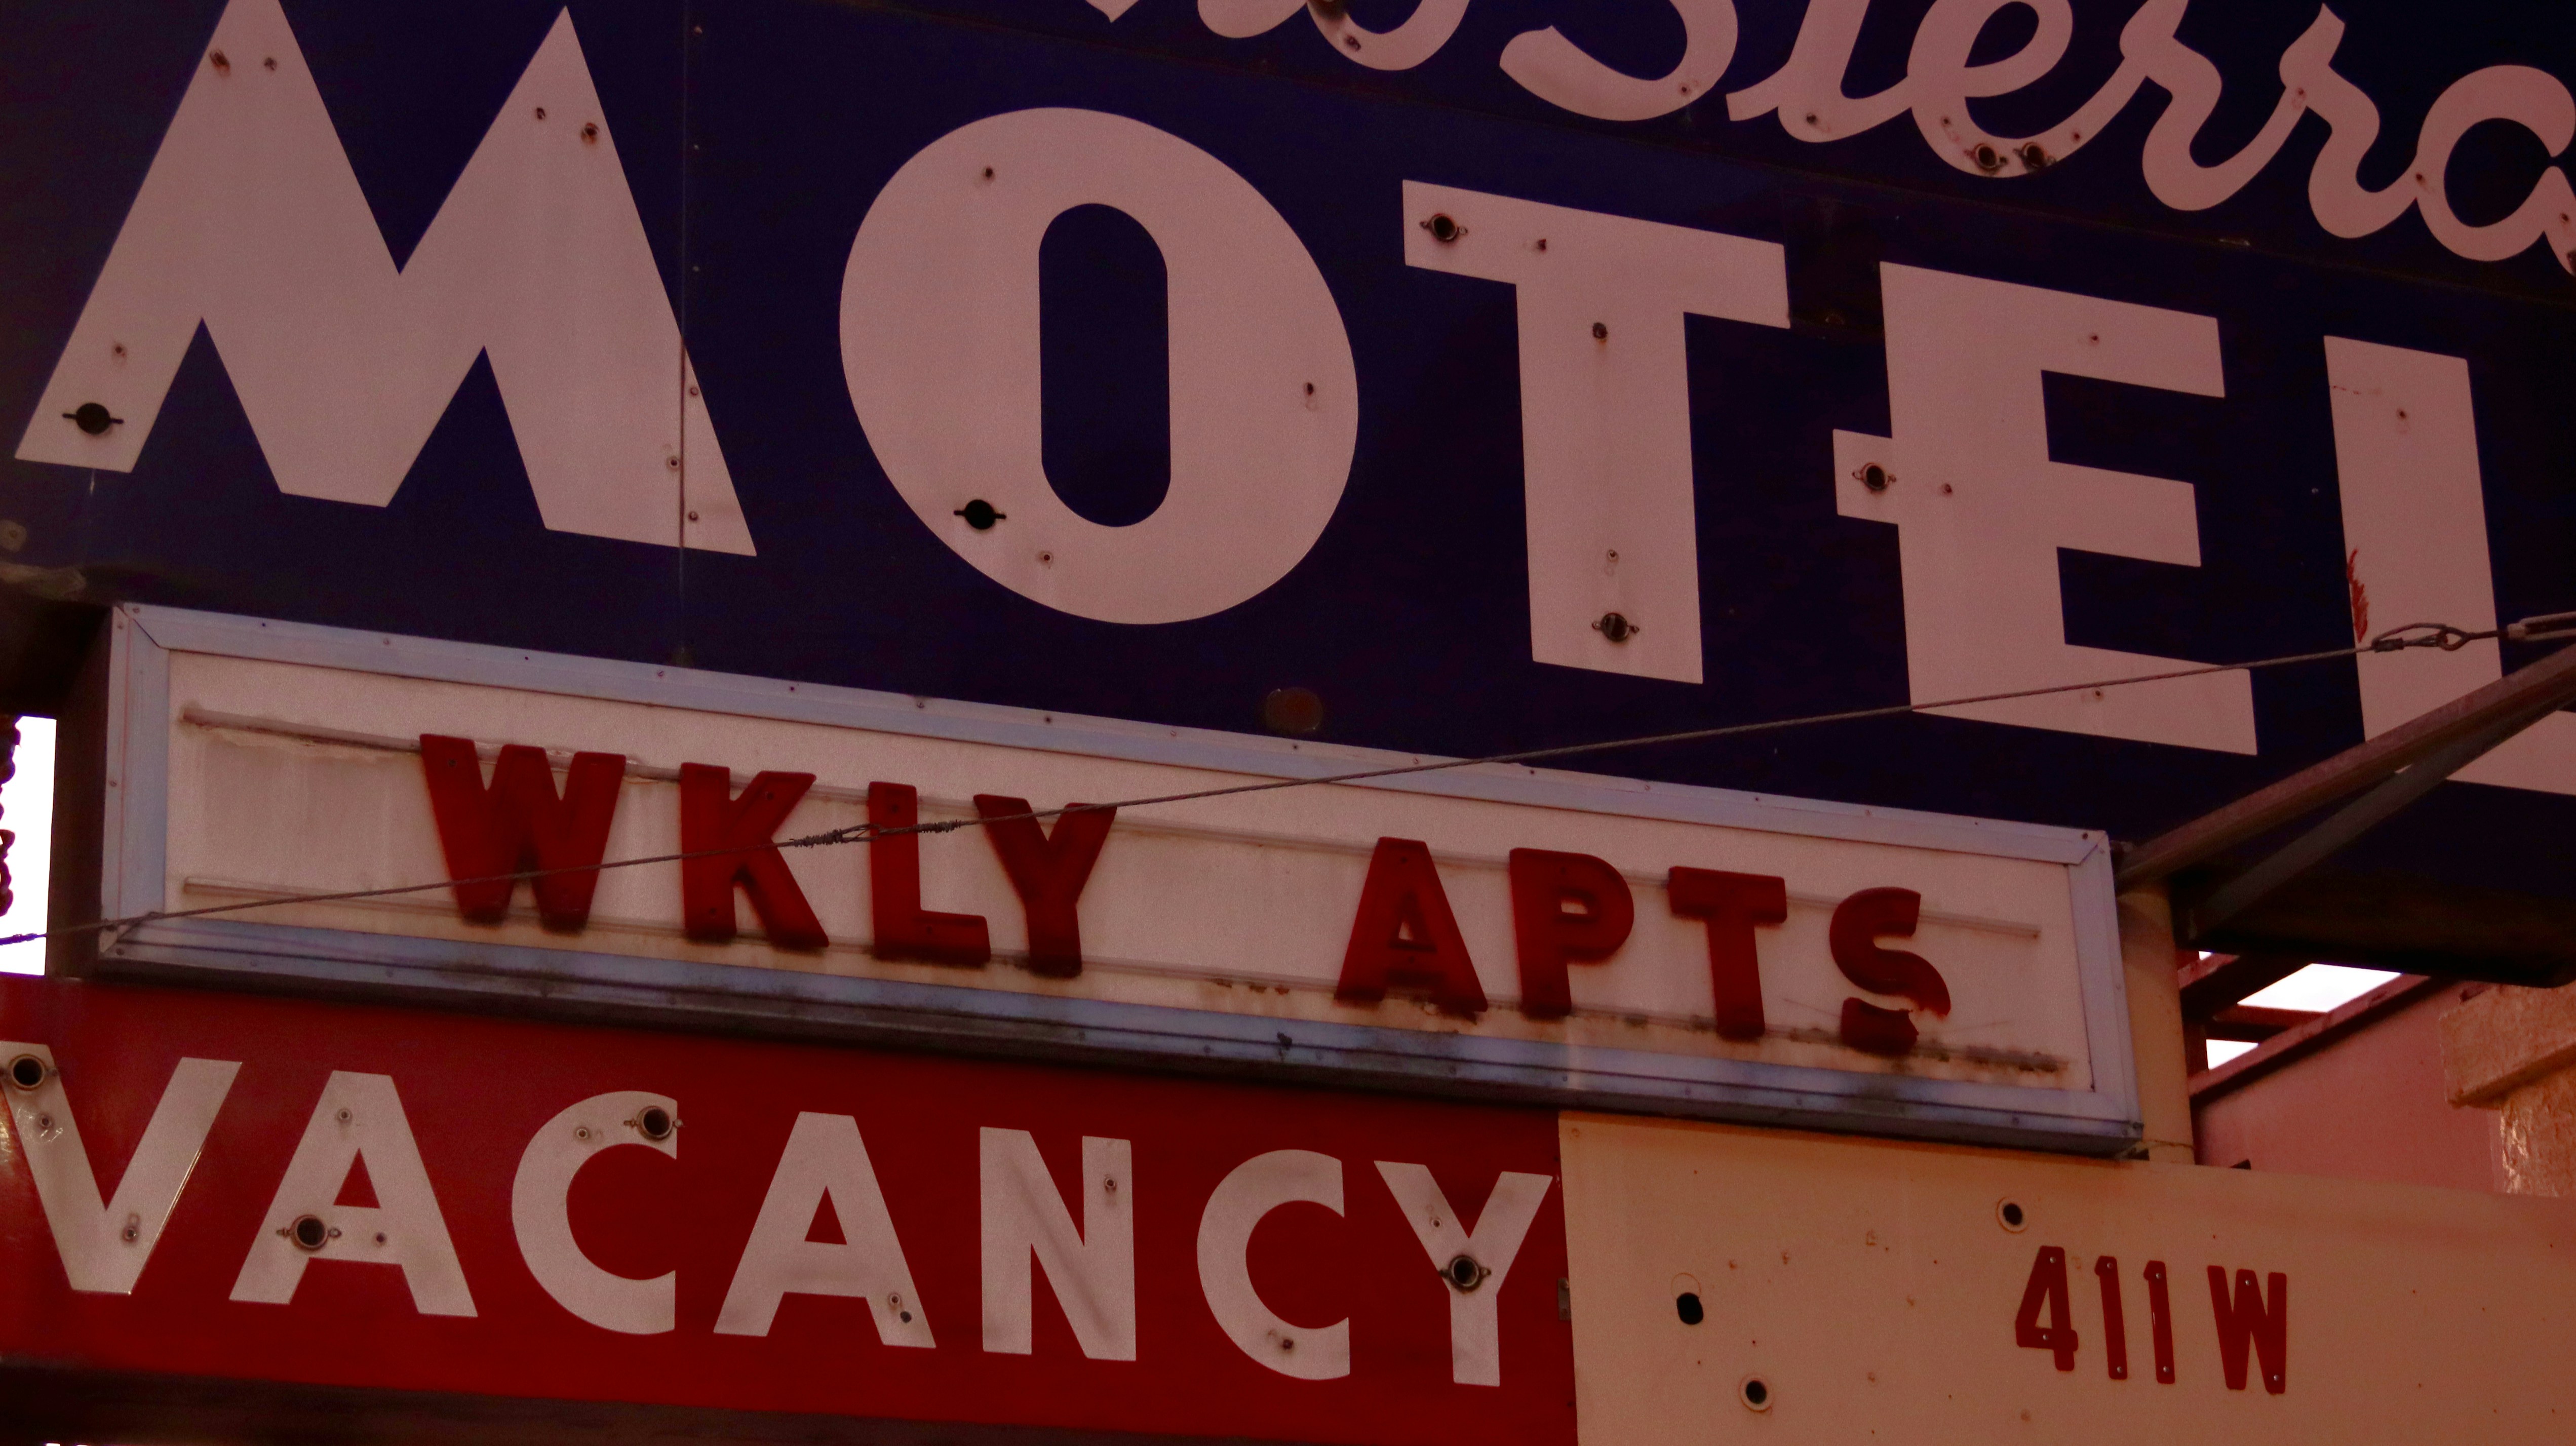 Sierra
MOTEL
WKLY APTS
VACANCY
411 W